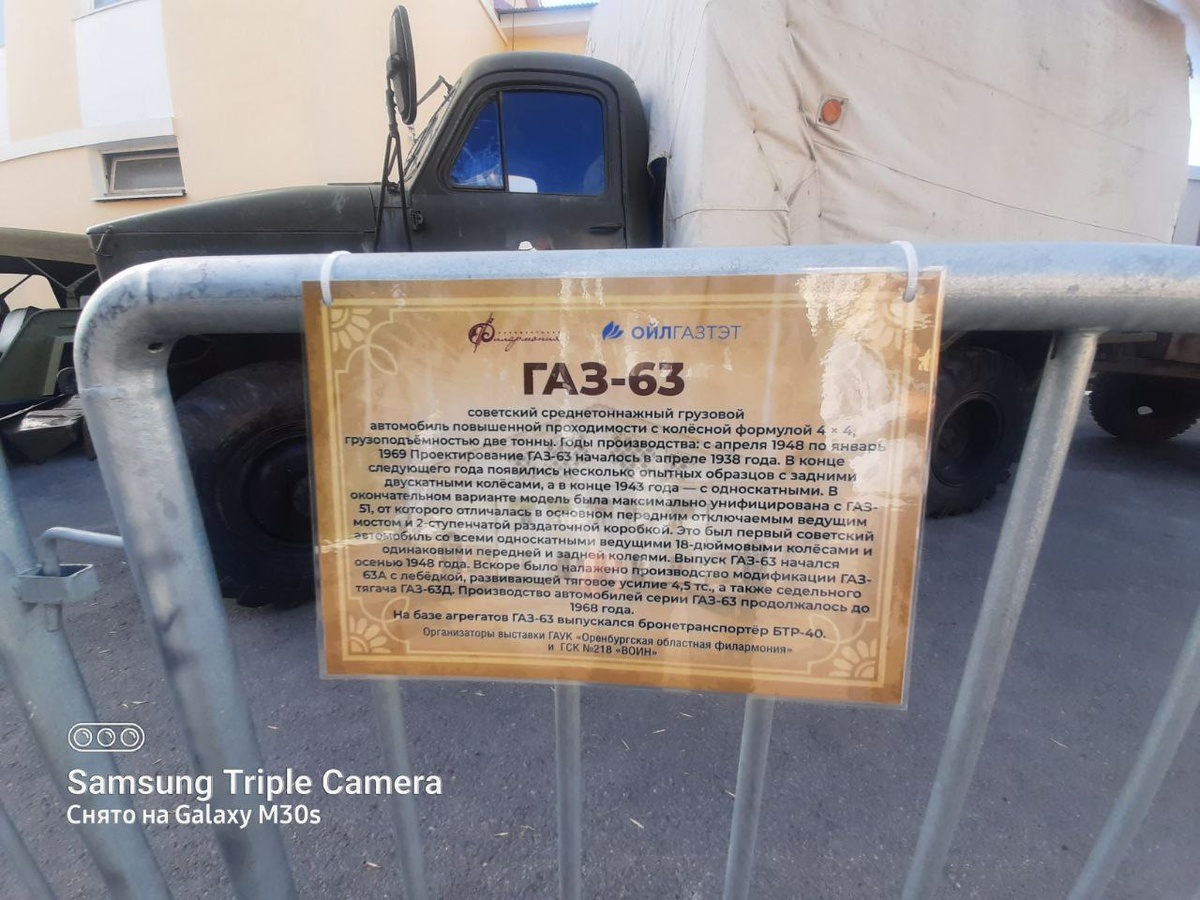 Филармония
ОЙЛГАЗТЭТ
ГАЗ-63
советский среднетоннажный грузовой
автомобиль повышенной проходимости с колёсной формулой 4 × 4,
грузоподъёмностью две тонны. Годы производства: с апреля 1948 по январь
1969 Проектирование ГАЗ-63 началось в апреле 1938 года. В конце
следующего года появились несколько опытных образцов с задними
двускатными колёсами, а в конце 1943 года — с односкатными. В
окончательном варианте модель была максимально унифицирована с ГАЗ-
51, от которого отличалась в основном передним отключаемым ведущим
мостом и 2-ступенчатой раздаточной коробкой. Это был первый советский
автомобиль со всеми односкатными ведущими 18-дюймовыми колёсами и
одинаковыми передней и задней колеями. Выпуск ГАЗ-63 начался
осенью 1948 года. Вскоре было налажено производство модификации ГАЗ-
63А с лебёдкой, развивающей тяговое усилие 4,5 тс., а также седельного
тягача ГАЗ-63Д. Производство автомобилей серии ГАЗ-63 продолжалось до
1968 года.
На базе агрегатов ГАЗ-63 выпускался бронетранспортёр БТР-40.
Организаторы выставки ГАУК «Оренбургская областная филармония»
и ГСК №218 «ВОИН»
Samsung Triple Camera
Снято на Galaxy M30s